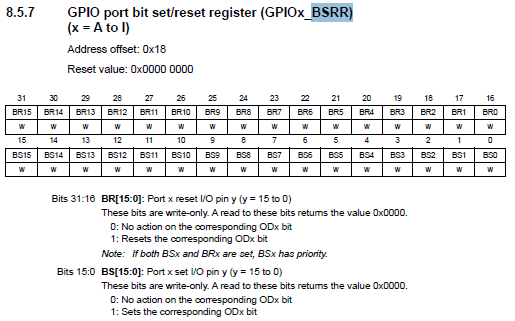 8.5.7 GPIO port bit set/reset register (GPIOx_BSRR)
(x = A to I)
Address offset: 0x18
Reset value: 0x0000 0000
31 30 29 28 27 26 25 24 23 22 21 20 19 18 17 16
BR15 BR14 BR13 BR12 BR11 BR10 BR9 BR8 BR7 BR6 BR5 BR4 BR3 BR2 BR1 BR0
w w w w w w w w w w w w w w w w
15 14 13 12 11 10 9 8 7 6 5 4 3 2 1 0
BS15 BS14 BS13 BS12 BS11 BS10 BS9 BS8 BS7 BS6 BS5 BS4 BS3 BS2 BS1 BS0
w w w w w w w w w w w w w w w w
Bits 31:16 BR[15:0]: Port x reset I/O pin y (y = 15 to 0)
These bits are write-only. A read to these bits returns the value 0x0000.
0: No action on the corresponding ODx bit
1: Resets the corresponding ODx bit
Note: If both BSx and BRx are set, BSx has priority.
Bits 15:0 BS[15:0]: Port x set I/O pin y (y = 15 to 0)
These bits are write-only. A read to these bits returns the value 0x0000.
0: No action on the corresponding ODx bit
1: Sets the corresponding ODx bit